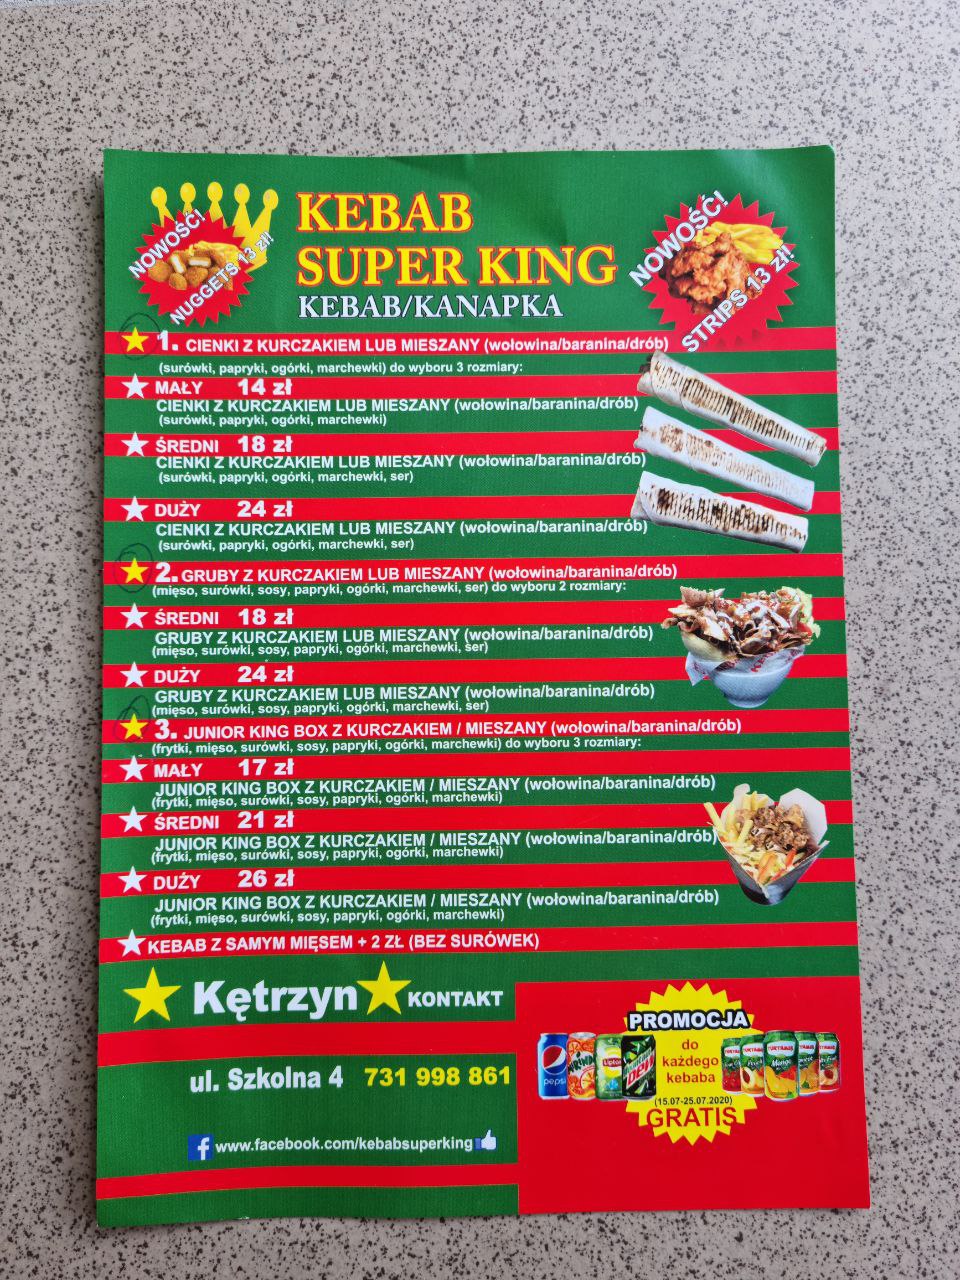 NOWOŚĆ!
NUGGETS 13 zł!
KEBAB
SUPER KING
KEBAB/KANAPKA
NOWOŚĆ!
STRIPS 13 zł!
1. CIENKI Z KURCZAKIEM LUB MIESZANY (wołowina/baranina/drób)
(surówki, papryki, ogórki, marchewki) do wyboru 3 rozmiary:
MAŁY 14 zł
CIENKI Z KURCZAKIEM LUB MIESZANY (wołowina/baranina/drób)
(surówki, papryki, ogórki, marchewki)
ŚREDNI 18 zł
CIENKI Z KURCZAKIEM LUB MIESZANY (wołowina/baranina/drób)
(surówki, papryki, ogórki, marchewki, ser)
DUŻY 24 zł
CIENKI Z KURCZAKIEM LUB MIESZANY (wołowina/baranina/drób)
(surówki, papryki, ogórki, marchewki, ser)
2. GRUBY Z KURCZAKIEM LUB MIESZANY (wołowina/baranina/drób)
(mięso, surówki, sosy, papryki, ogórki, marchewki, ser) do wyboru 2 rozmiary:
ŚREDNI 18 zł
GRUBY Z KURCZAKIEM LUB MIESZANY (wołowina/baranina/drób)
(mięso, surówki, sosy, papryki, ogórki, marchewki, ser)
DUŻY 24 zł
GRUBY Z KURCZAKIEM LUB MIESZANY (wołowina/baranina/drób)
(mięso, surówki, sosy, papryki, ogórki, marchewki, ser)
3. JUNIOR KING BOX Z KURCZAKIEM / MIESZANY (wołowina/baranina/drób)
(frytki, mięso, surówki, sosy, papryki, ogórki, marchewki) do wyboru 3 rozmiary:
MAŁY 17 zł
JUNIOR KING BOX Z KURCZAKIEM / MIESZANY (wołowina/baranina/drób)
(frytki, mięso, surówki, sosy, papryki, ogórki, marchewki)
ŚREDNI 21 zł
JUNIOR KING BOX Z KURCZAKIEM / MIESZANY (wołowina/baranina/drób)
(frytki, mięso, surówki, sosy, papryki, ogórki, marchewki)
DUŻY 26 zł
JUNIOR KING BOX Z KURCZAKIEM / MIESZANY (wołowina/baranina/drób)
(frytki, mięso, surówki, sosy, papryki, ogórki, marchewki)
KEBAB Z SAMYM MIĘSEM + 2 ZŁ (BEZ SURÓWEK)
Kętrzyn KONTAKT
ul. Szkolna 4 731 998 861
www.facebook.com/kebabsuperking
PROMOCJA
do
każdego
kebaba
(15.07-25.07.2020)
GRATIS
pepsi
Lipton
DEW